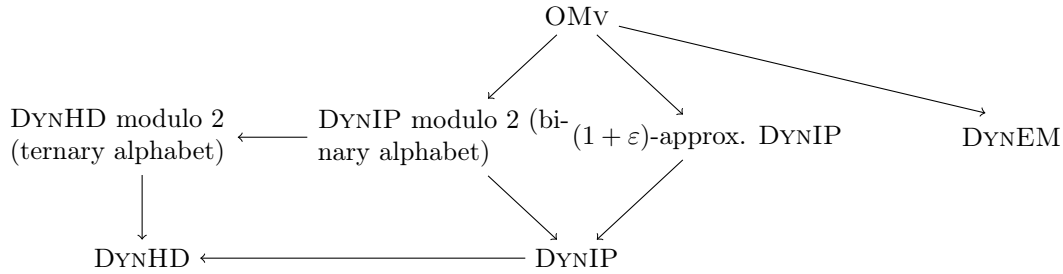 OMv
DynHD modulo 2
(ternary alphabet)
DynIP modulo 2 (bi-
nary alphabet)
(1 + ε)-approx. DynIP
DynEM
DynHD
DynIP